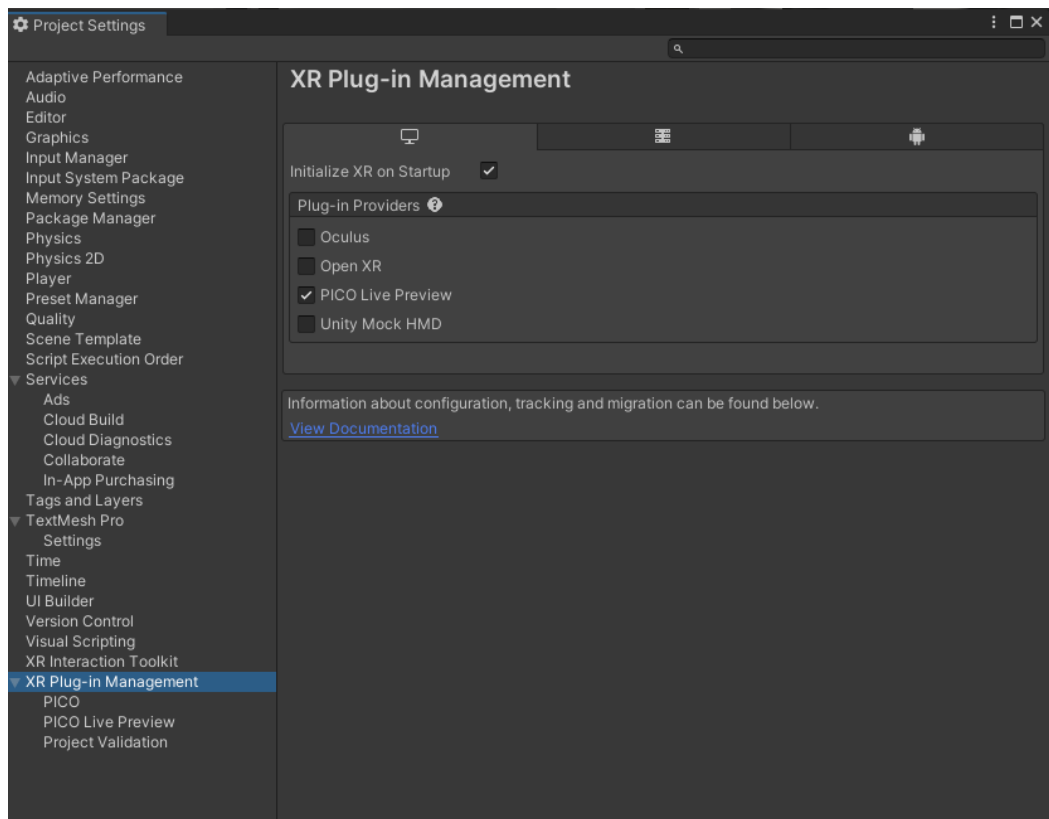 Project Settings
Adaptive Performance
Audio
Editor
Graphics
Input Manager
Input System Package
Memory Settings
Package Manager
Physics
Physics 2D
Player
Preset Manager
Quality
Scene Template
Script Execution Order
Services
Ads
Cloud Build
Cloud Diagnostics
Collaborate
In-App Purchasing
Tags and Layers
TextMesh Pro
Settings
Time
Timeline
UI Builder
Version Control
Visual Scripting
XR Interaction Toolkit
XR Plug-in Management
PICO
PICO Live Preview
Project Validation
XR Plug-in Management
Initialize XR on Startup
Plug-in Providers
Oculus
Open XR
PICO Live Preview
Unity Mock HMD
Information about configuration, tracking and migration can be found below.
View Documentation